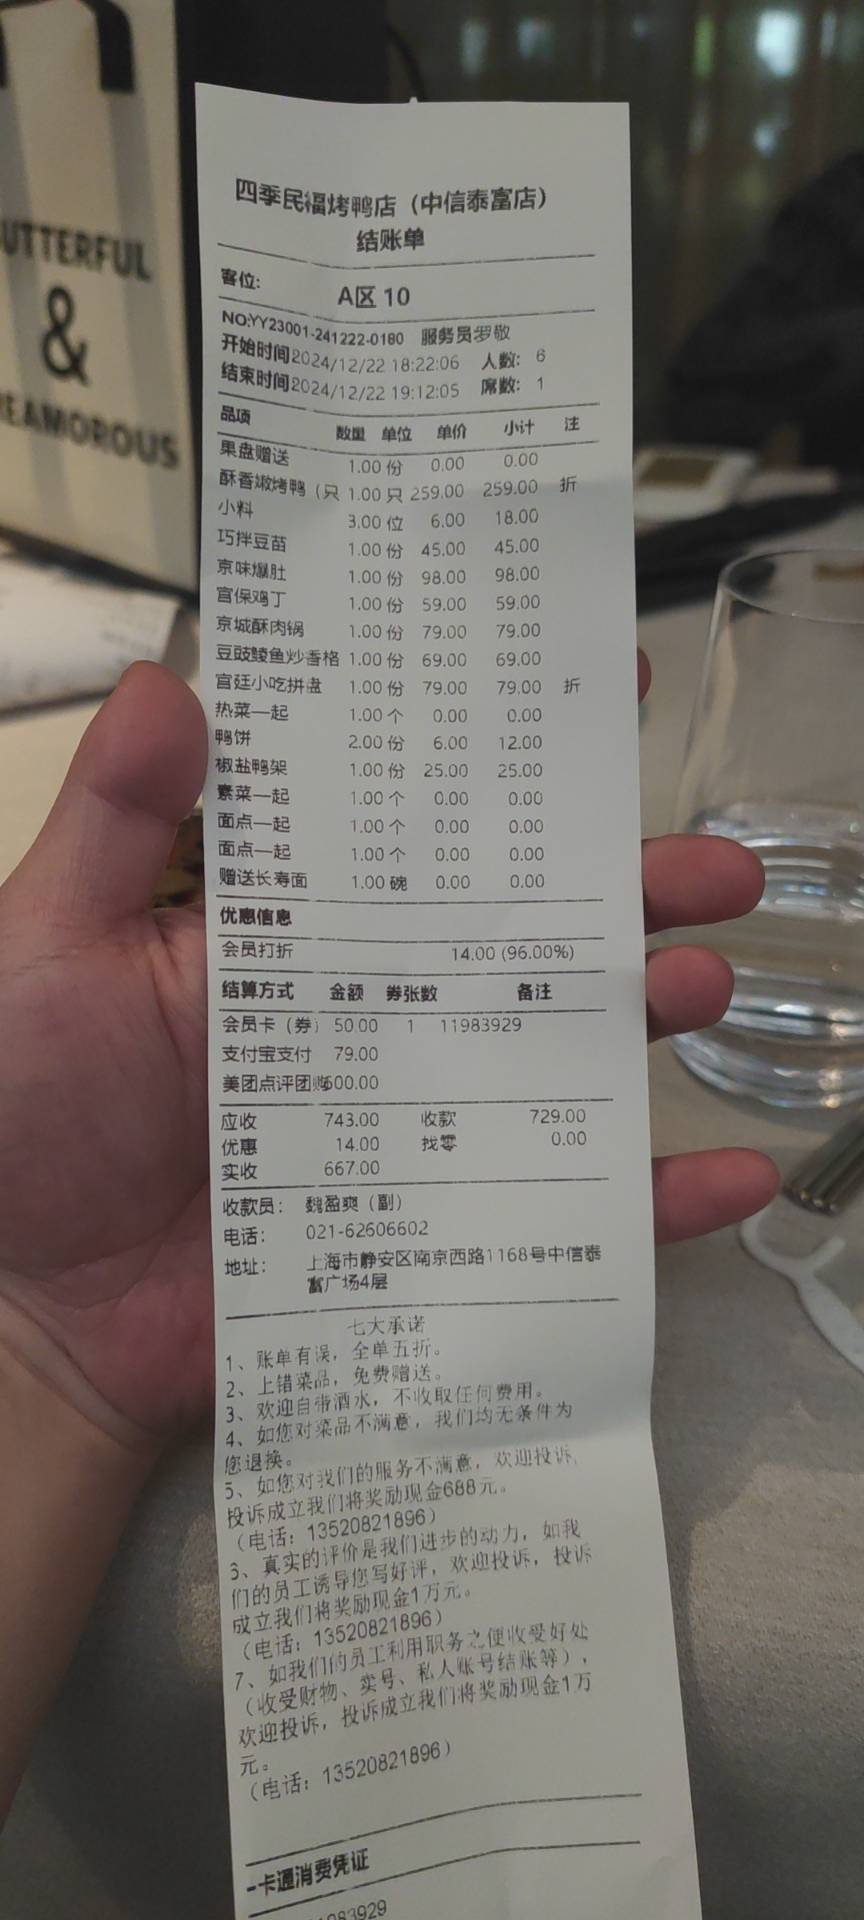 UTTERFUL
&
REAMOROUS
四季民福烤鸭店（中信泰富店）
结账单
客位: A区 10
NO:YY23001-241222-0180 服务员罗敬
开始时间2024/12/22 18:22:06 人数: 6
结束时间2024/12/22 19:12:05 席数: 1
品项 数量 单位 单价 小计 注
果盘赠送 1.00 份 0.00 0.00
酥香嫩烤鸭（只 1.00 只 259.00 259.00 折
小料 3.00 位 6.00 18.00
巧拌豆苗 1.00 份 45.00 45.00
京味爆肚 1.00 份 98.00 98.00
宫保鸡丁 1.00 份 59.00 59.00
京城酥肉锅 1.00 份 79.00 79.00
豆豉鲮鱼炒香格 1.00 份 69.00 69.00
宫廷小吃拼盘 1.00 份 79.00 79.00 折
热菜一起 1.00 个 0.00 0.00
鸭饼 2.00 份 6.00 12.00
椒盐鸭架 1.00 份 25.00 25.00
素菜一起 1.00 个 0.00 0.00
面点一起 1.00 个 0.00 0.00
面点一起 1.00 个 0.00 0.00
赠送长寿面 1.00 碗 0.00 0.00
优惠信息
会员打折 14.00 (96.00%)
结算方式 金额 券张数 备注
会员卡（券） 50.00 1 11983929
支付宝支付 79.00
美团点评团购600.00
应收 743.00 收款 729.00
优惠 14.00 找零 0.00
实收 667.00
收款员: 魏盈爽（副）
电话: 021-62606602
地址: 上海市静安区南京西路1168号中信泰
富广场4层
七大承诺
1、账单有误，全单五折。
2、上错菜品，免费赠送。
3、欢迎自带酒水，不收取任何费用。
4、如您对菜品不满意，我们均无条件为
您退换。
5、如您对我们的服务不满意，欢迎投诉，
投诉成立我们将奖励现金688元。
（电话：13520821896）
6、真实的评价是我们进步的动力，如我
们的员工诱导您写好评，欢迎投诉，投诉
成立我们将奖励现金1万元。
（电话：13520821896）
7、如我们的员工利用职务之便收受好处
（收受财物、卖号、私人账号结账等），
欢迎投诉，投诉成立我们将奖励现金1万
元。
（电话：13520821896）
一卡通消费凭证
1983929